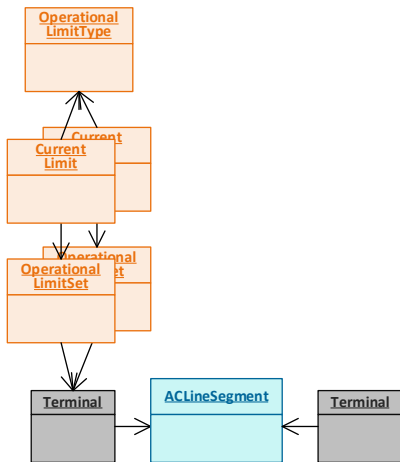 Operational
LimitType
Current
Current
Limit
Operational
Operational
LimitSet
Terminal
ACLineSegment
Terminal